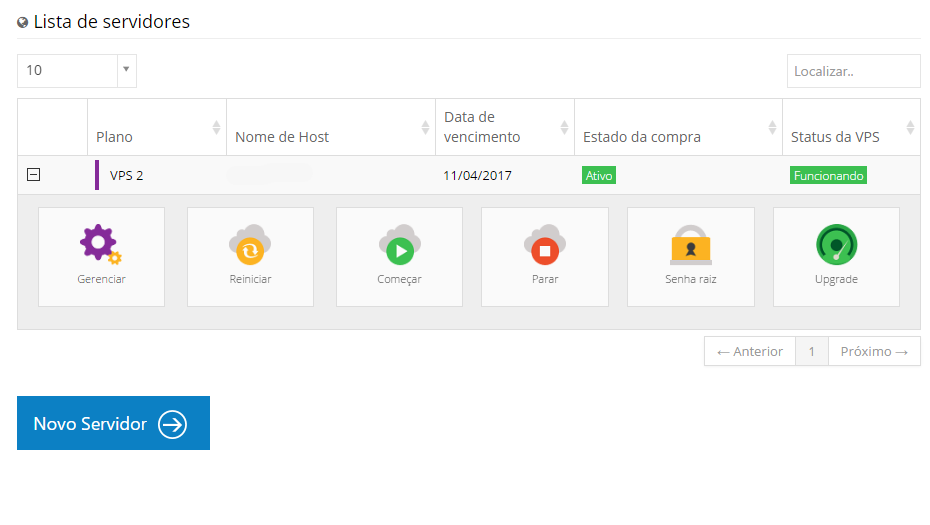 Lista de servidores
10
Localizar..
Plano
Nome de Host
Data de
vencimento
Estado da compra
Status da VPS
VPS 2
11/04/2017
Ativo
Funcionando
Gerenciar
Reiniciar
Começar
Parar
Senha raiz
Upgrade
← Anterior
1
Próximo →
Novo Servidor